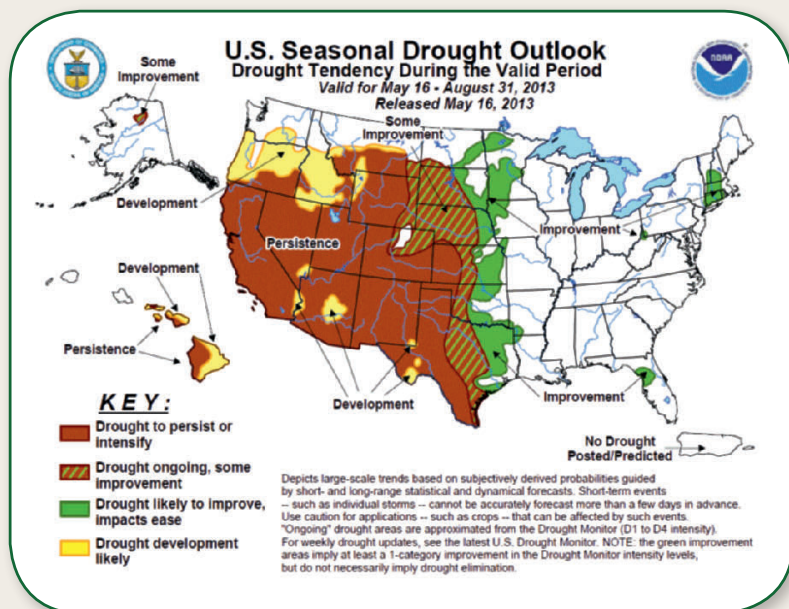 U.S. Seasonal Drought Outlook
Drought Tendency During the Valid Period
Valid for May 16 - August 31, 2013
Released May 16, 2013
NOAA
Some
Improvement
Some
Improvement
Development
Improvement
Persistence
Development
Persistence
Development
Improvement
No Drought
Posted/Predicted
KEY:
Drought to persist or
intensify
Drought ongoing, some
improvement
Drought likely to improve,
impacts ease
Drought development
likely
Depicts large-scale trends based on subjectively derived probabilities guided
by short- and long-range statistical and dynamical forecasts. Short-term events
-- such as individual storms -- cannot be accurately forecast more than a few days in advance.
Use caution for applications -- such as crops -- that can be affected by such events.
"Ongoing" drought areas are approximated from the Drought Monitor (D1 to D4 intensity).
For weekly drought updates, see the latest U.S. Drought Monitor. NOTE: the green improvement
areas imply at least a 1-category improvement in the Drought Monitor intensity levels,
but do not necessarily imply drought elimination.